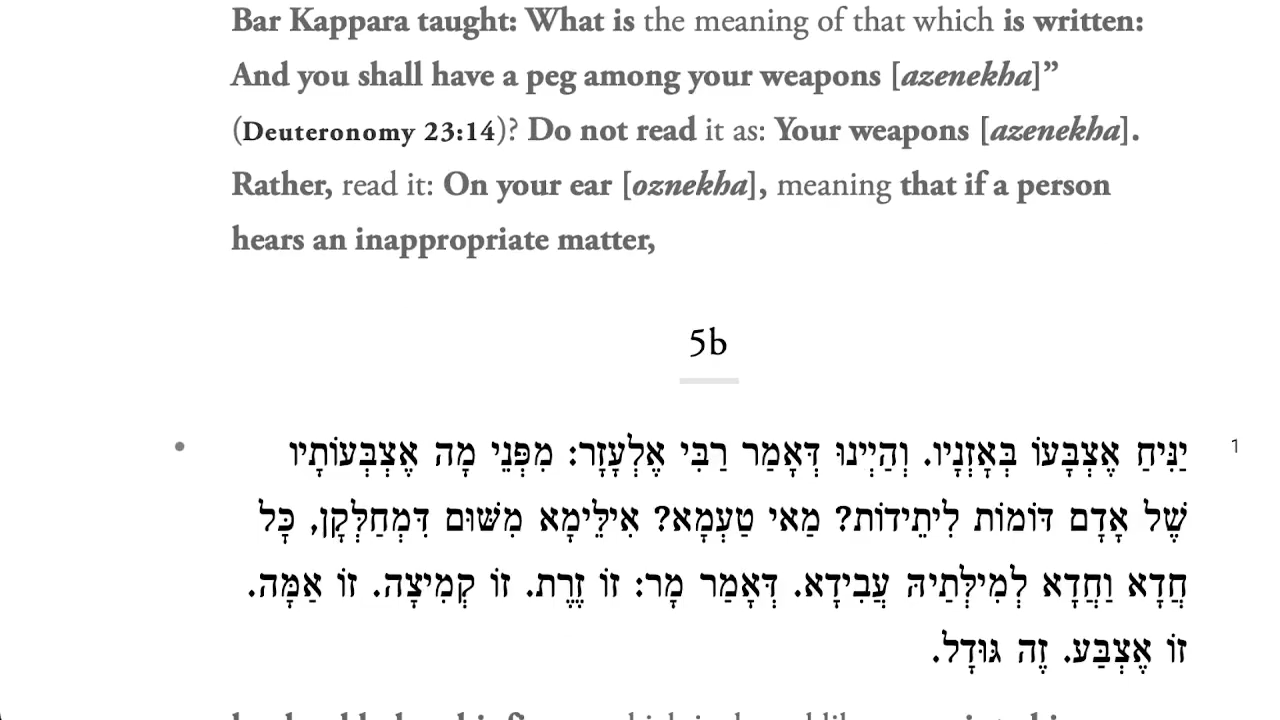 Bar Kappara taught: What is the meaning of that which is written:
And you shall have a peg among your weapons [azenekha]”
(Deuteronomy 23:14)? Do not read it as: Your weapons [azenekha].
Rather, read it: On your ear [oznekha], meaning that if a person
hears an inappropriate matter,
5b
1
יַנִּיחַ אֶצְבָּעוֹ בְּאׇזְנָיו. וְהַיְינוּ דְּאָמַר רַבִּי אֶלְעָזָר: מִפְּנֵי מָה אֶצְבְּעוֹתָיו
שֶׁל אָדָם דּוֹמוֹת לִיתֵידוֹת? מַאי טַעְמָא? אִילֵּימָא מִשּׁוּם דִּמְחַלְּקָן, כׇּל
חֲדָא וַחֲדָא לְמִילְּתַיהּ עֲבִידָא. דְּאָמַר מָר: זוֹ זֶרֶת. זוֹ קְמִיצָה. זוֹ אַמָּה.
זוֹ אֶצְבַּע. זֶה גּוּדָל.